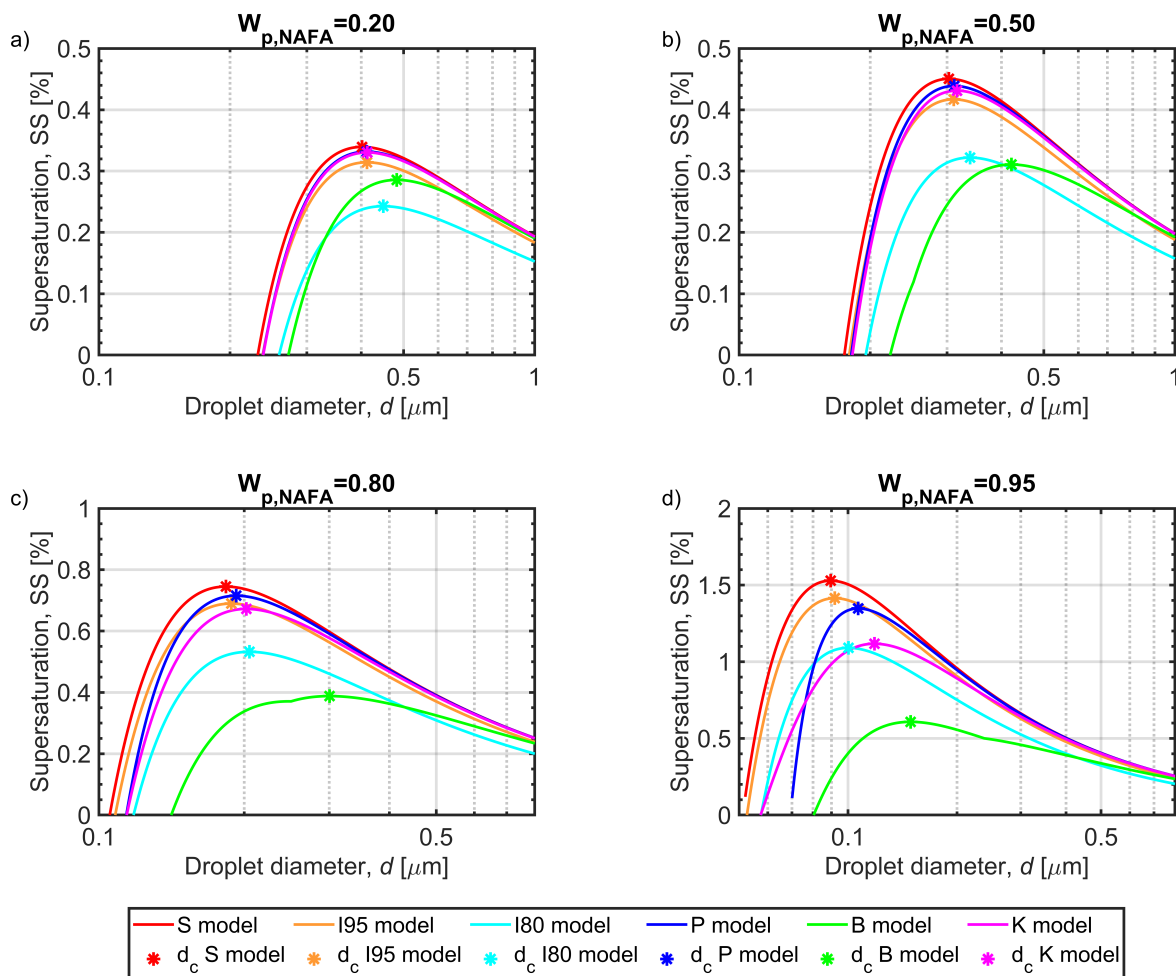 a)
W_p,NAFA=0.20
0.5
0.4
0.3
0.2
0.1
0
0.1 0.5 1
Supersaturation, SS [%]
Droplet diameter, d [μm]
b)
W_p,NAFA=0.50
0.5
0.4
0.3
0.2
0.1
0
0.1 0.5 1
Supersaturation, SS [%]
Droplet diameter, d [μm]
c)
W_p,NAFA=0.80
1
0.8
0.6
0.4
0.2
0
0.1 0.5
Supersaturation, SS [%]
Droplet diameter, d [μm]
d)
W_p,NAFA=0.95
2
1.5
1
0.5
0
0.1 0.5
Supersaturation, SS [%]
Droplet diameter, d [μm]
S model I95 model I80 model P model B model K model
d_c S model d_c I95 model d_c I80 model d_c P model d_c B model d_c K model